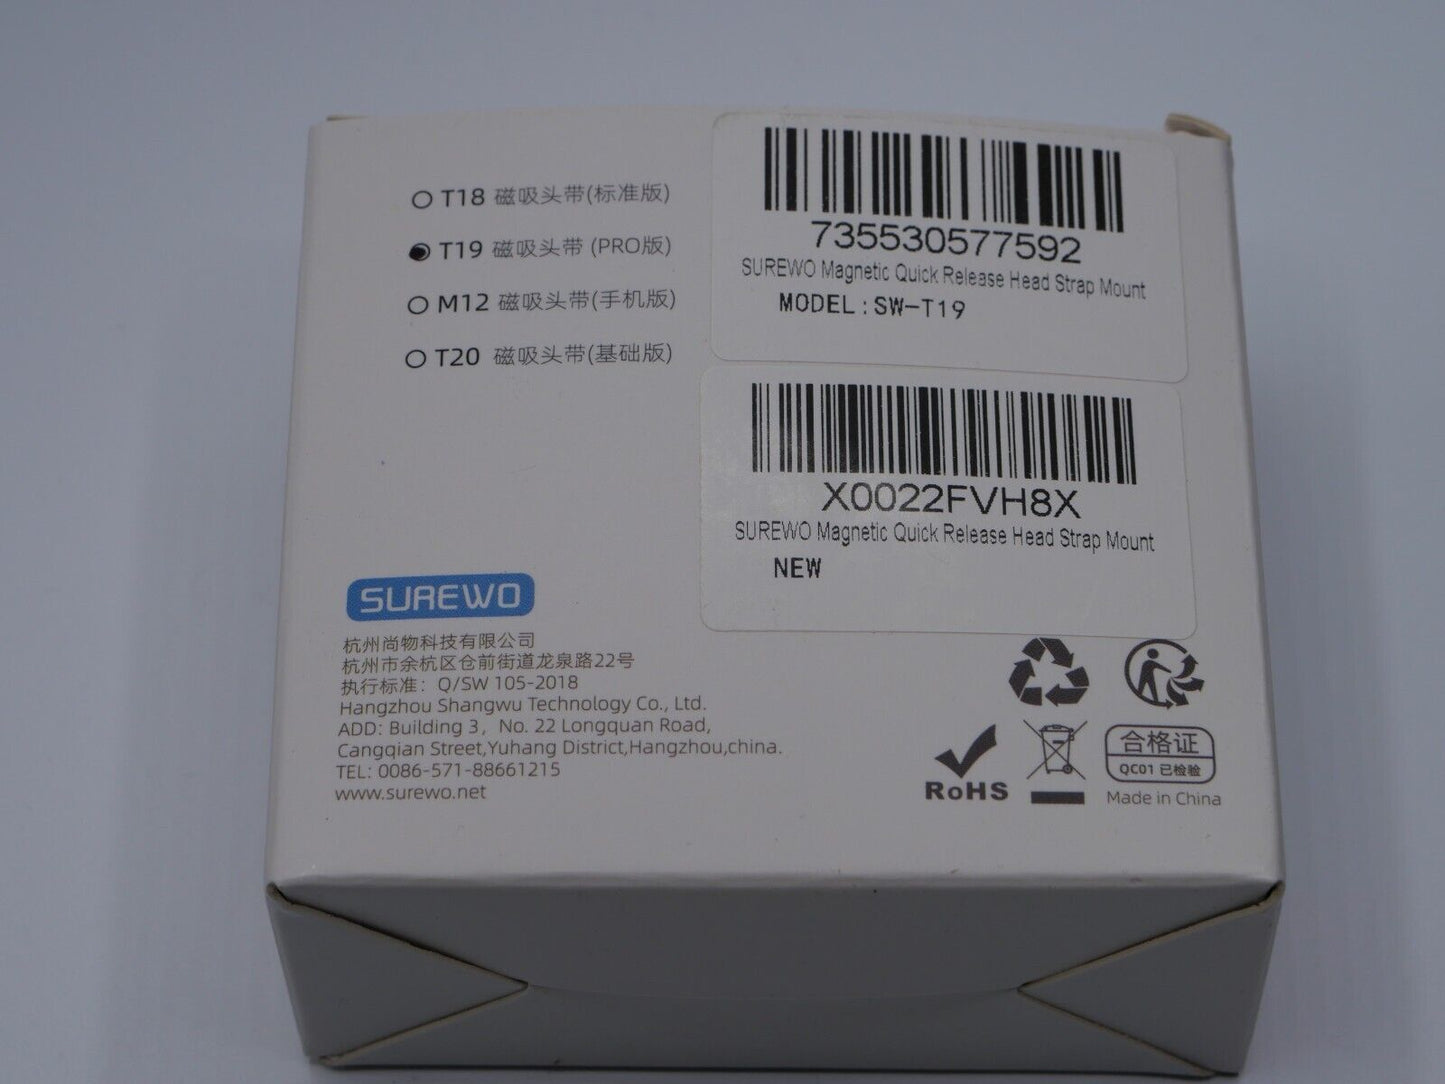 T18 磁吸头带(标准版)
T19 磁吸头带 (PRO版)
M12 磁吸头带(手机版)
T20 磁吸头带(基础版)
735530577592
SUREWO Magnetic Quick Release Head Strap Mount
MODEL:SW-T19
X0022FVH8X
SUREWO Magnetic Quick Release Head Strap Mount
NEW
SUREWO
杭州尚物科技有限公司
杭州市余杭区仓前街道龙泉路22号
执行标准：Q/SW 105-2018
Hangzhou Shangwu Technology Co., Ltd.
ADD: Building 3, No. 22 Longquan Road,
Cangqian Street,Yuhang District,Hangzhou,china.
TEL: 0086-571-88661215
www.surewo.net
RoHS
合格证
QC01 已检验
Made in China